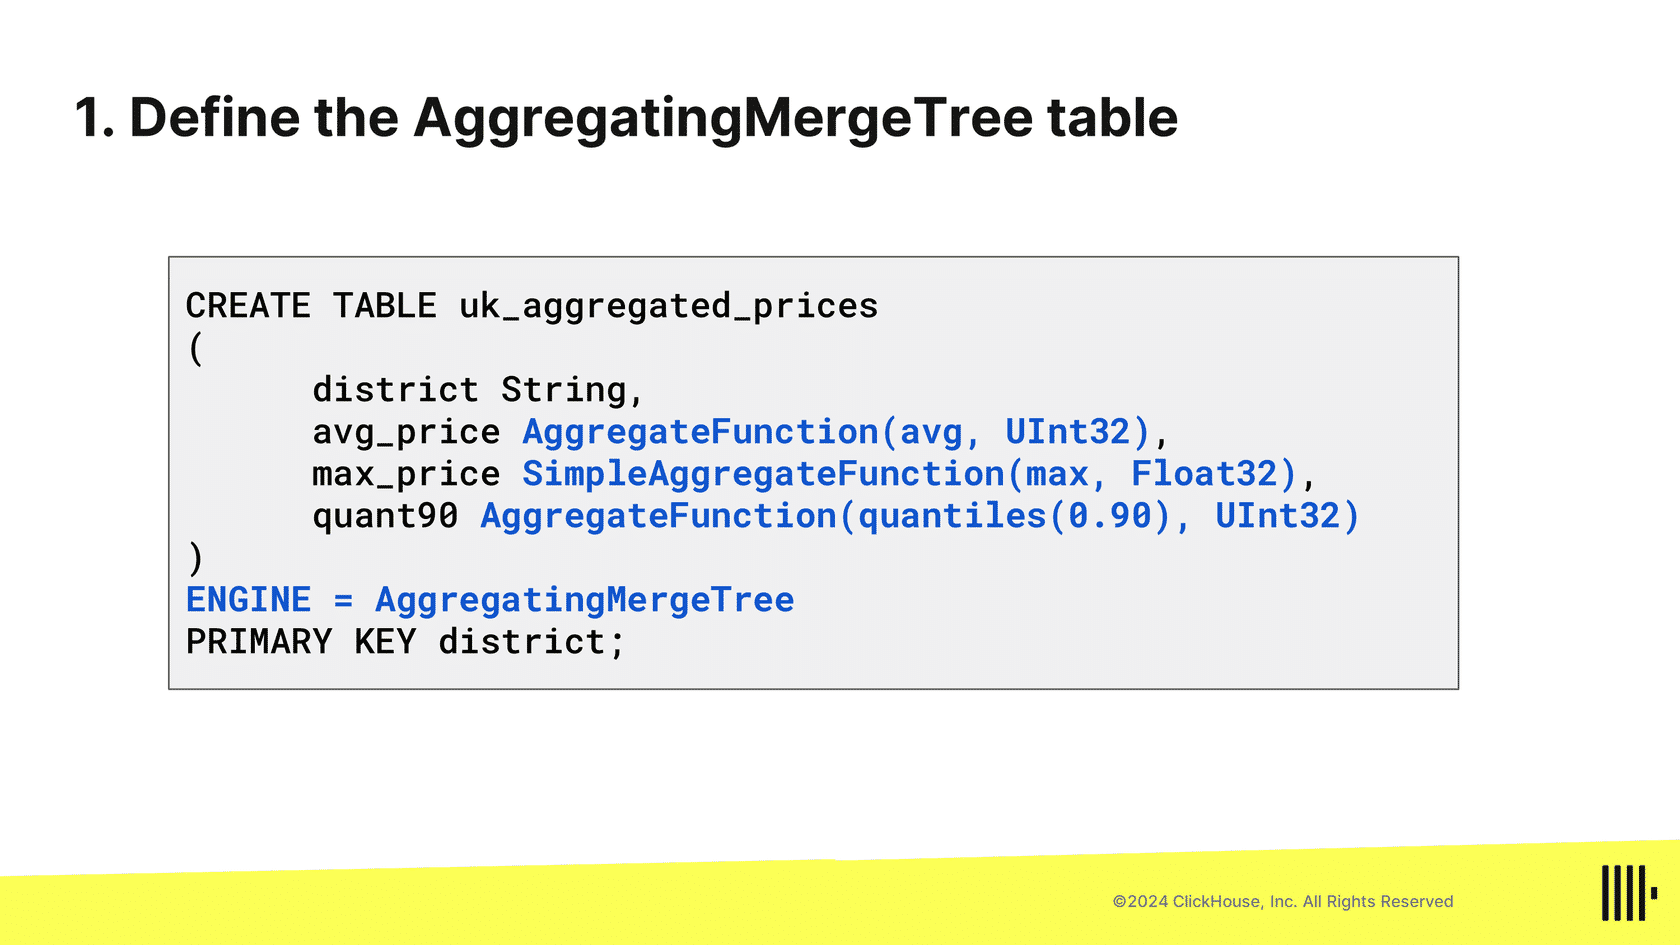 1. Define the AggregatingMergeTree table
CREATE TABLE uk_aggregated_prices
(
district String,
avg_price AggregateFunction(avg, UInt32),
max_price SimpleAggregateFunction(max, Float32),
quant90 AggregateFunction(quantiles(0.90), UInt32)
)
ENGINE = AggregatingMergeTree
PRIMARY KEY district;
©2024 ClickHouse, Inc. All Rights Reserved